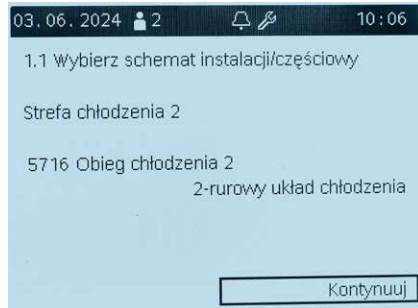 03.06.2024 2 10:06
1.1 Wybierz schemat instalacji/częściowy
Strefa chłodzenia 2
5716 Obieg chłodzenia 2
2-rurowy układ chłodzenia
Kontynuuj